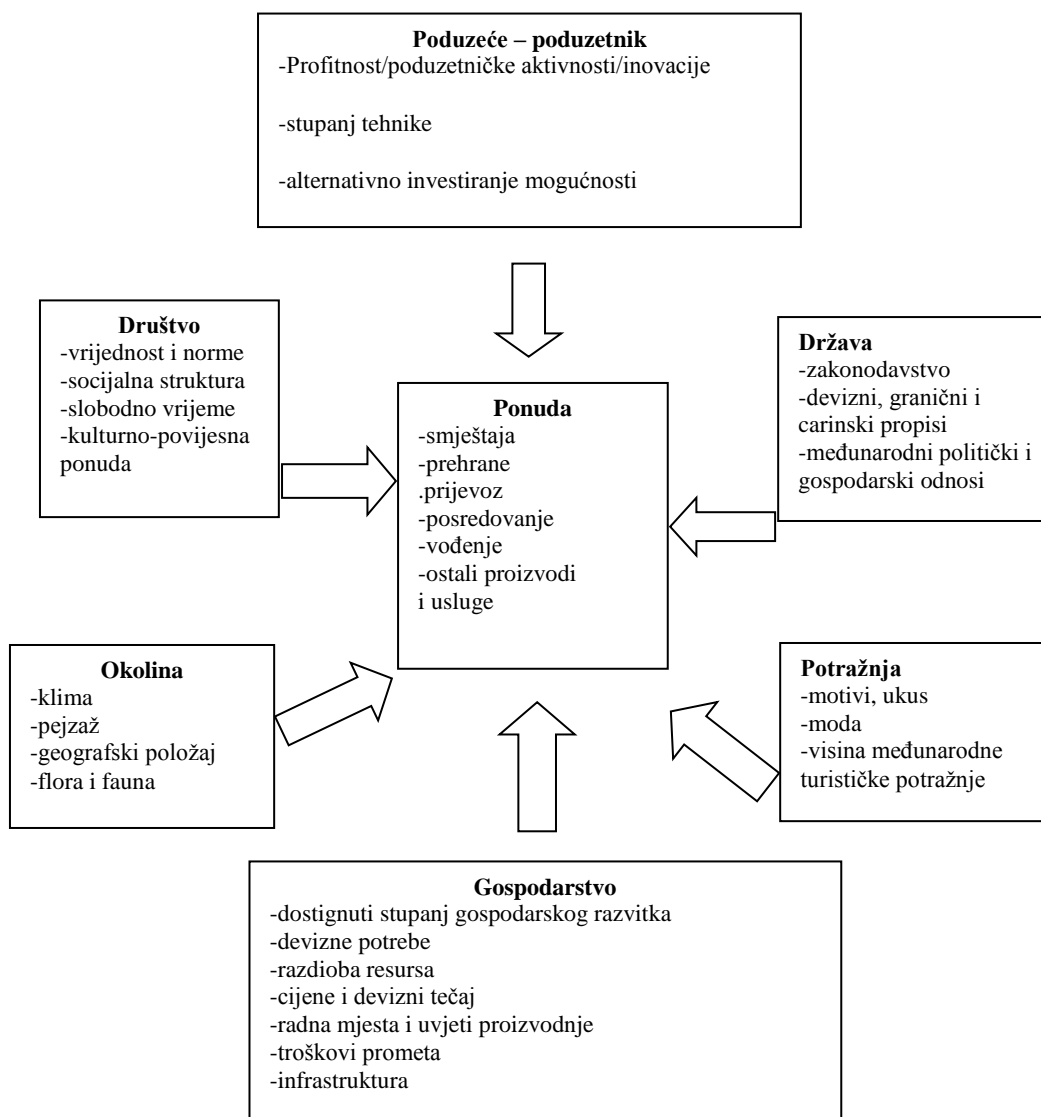 Poduzeće – poduzetnik
-Profitnost/poduzetničke aktivnosti/inovacije
-stupanj tehnike
-alternativno investiranje mogućnosti
Društvo
-vrijednost i norme
-socijalna struktura
-slobodno vrijeme
-kulturno-povijesna
ponuda
Država
-zakonodavstvo
-devizni, granični i
carinski propisi
-međunarodni politički i
gospodarski odnosi
Ponuda
-smještaja
-prehrane
.prijevoz
-posredovanje
-vođenje
-ostali proizvodi
i usluge
Okolina
-klima
-pejzaž
-geografski položaj
-flora i fauna
Potražnja
-motivi, ukus
-moda
-visina međunarodne
turističke potražnje
Gospodarstvo
-dostignuti stupanj gospodarskog razvitka
-devizne potrebe
-razdioba resursa
-cijene i devizni tečaj
-radna mjesta i uvjeti proizvodnje
-troškovi prometa
-infrastruktura